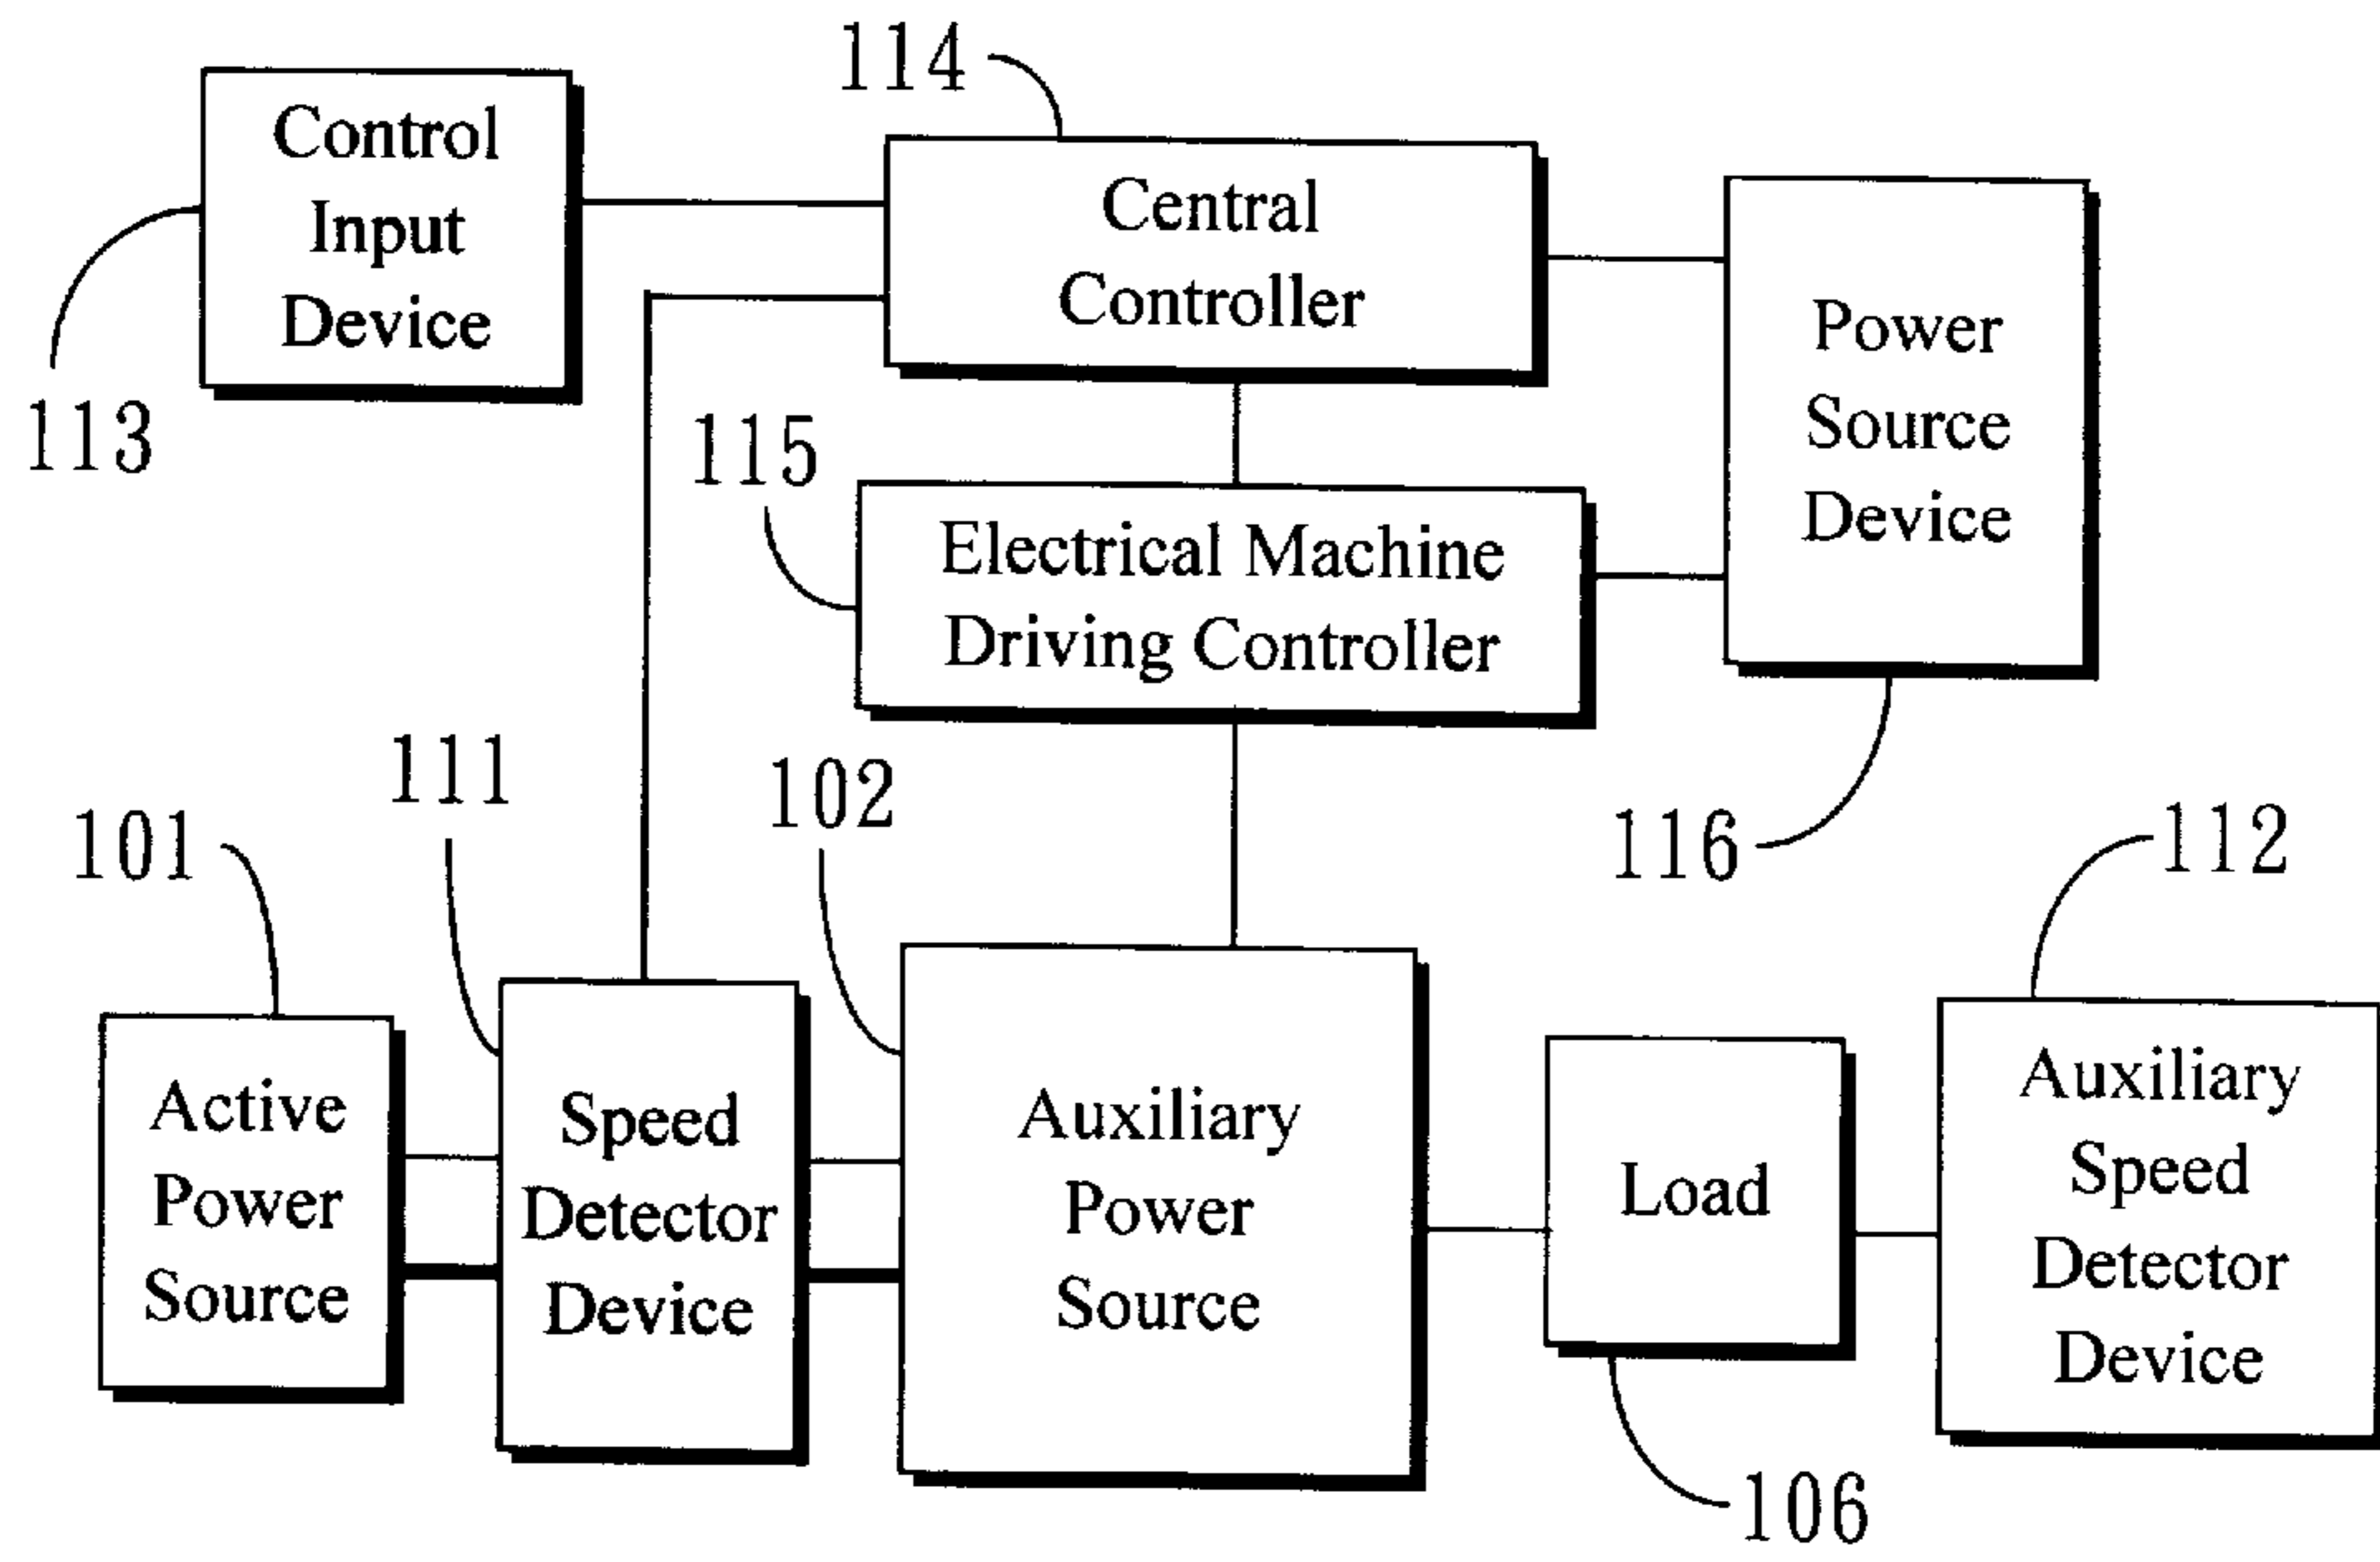 114
Control
Input
Device
113
Central
Controller
Power
Source
Device
115
Electrical Machine
Driving Controller
116
101
111
102
112
Active
Power
Source
Speed
Detector
Device
Auxiliary
Power
Source
Load
106
Auxiliary
Speed
Detector
Device